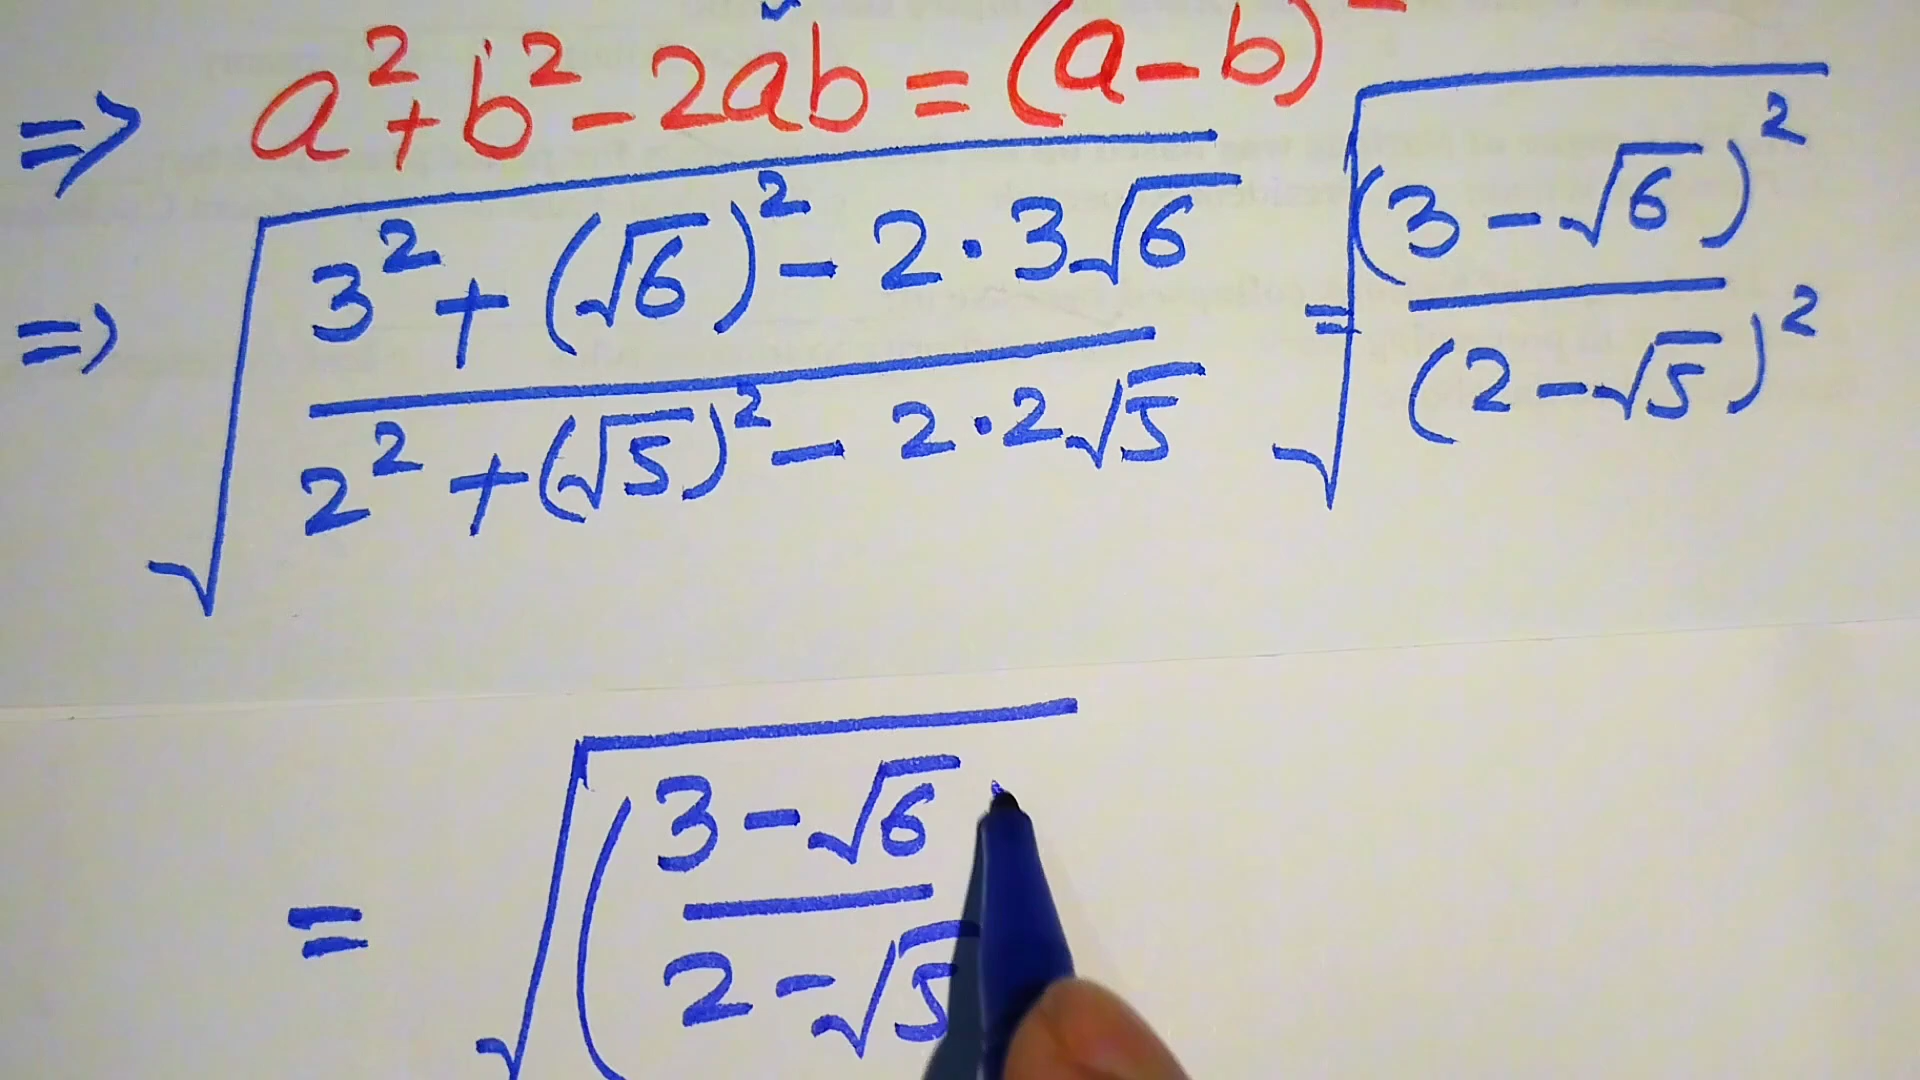 ⇒ a² + b² − 2ab = (a − b)²
⇒ √((3² + (√6)² − 2·3√6) / (2² + (√5)² − 2·2√5)) = √((3 − √6)² / (2 − √5)²)
= √((3 − √6 / 2 − √5